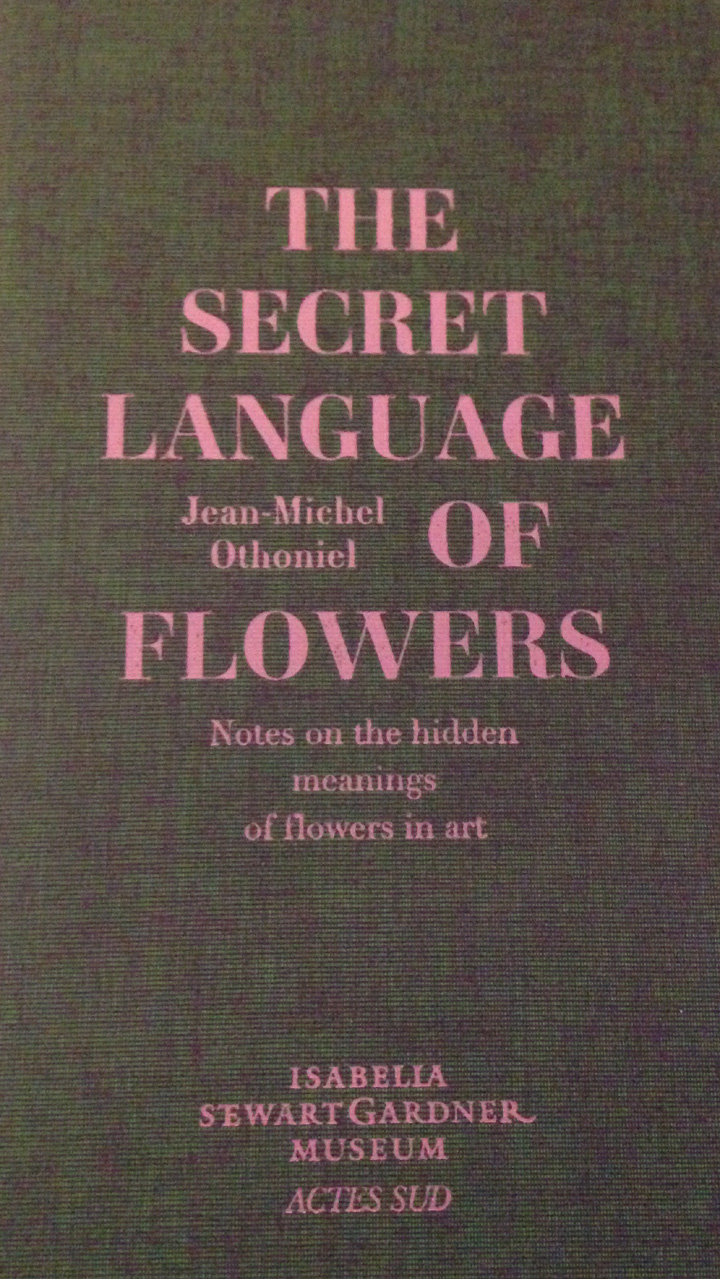 THE
SECRET
LANGUAGE
Jean-Michel
Othoniel
OF
FLOWERS
Notes on the hidden
meanings
of flowers in art
ISABELLA
STEWART GARDNER
MUSEUM
ACTES SUD